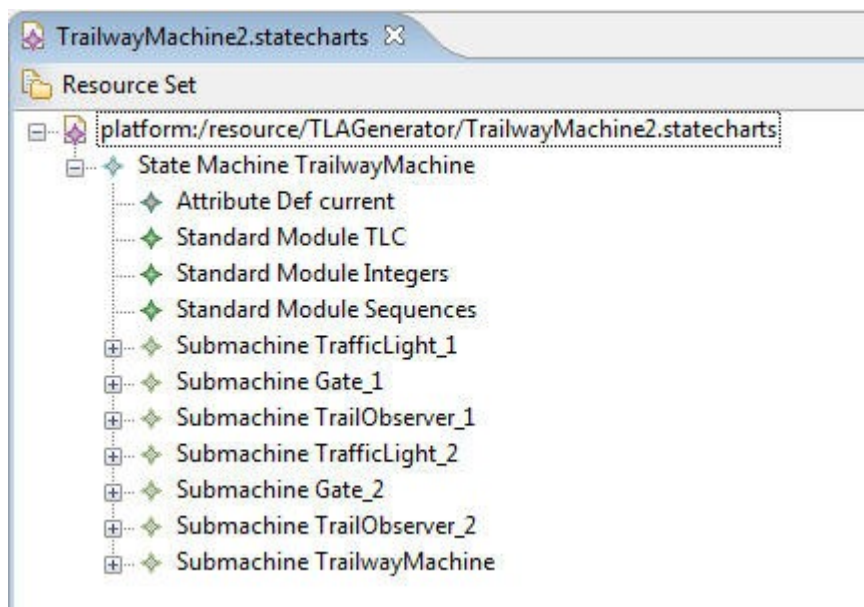 TrailwayMachine2.statecharts
Resource Set
platform:/resource/TLAGenerator/TrailwayMachine2.statecharts
State Machine TrailwayMachine
Attribute Def current
Standard Module TLC
Standard Module Integers
Standard Module Sequences
Submachine TrafficLight_1
Submachine Gate_1
Submachine TrailObserver_1
Submachine TrafficLight_2
Submachine Gate_2
Submachine TrailObserver_2
Submachine TrailwayMachine